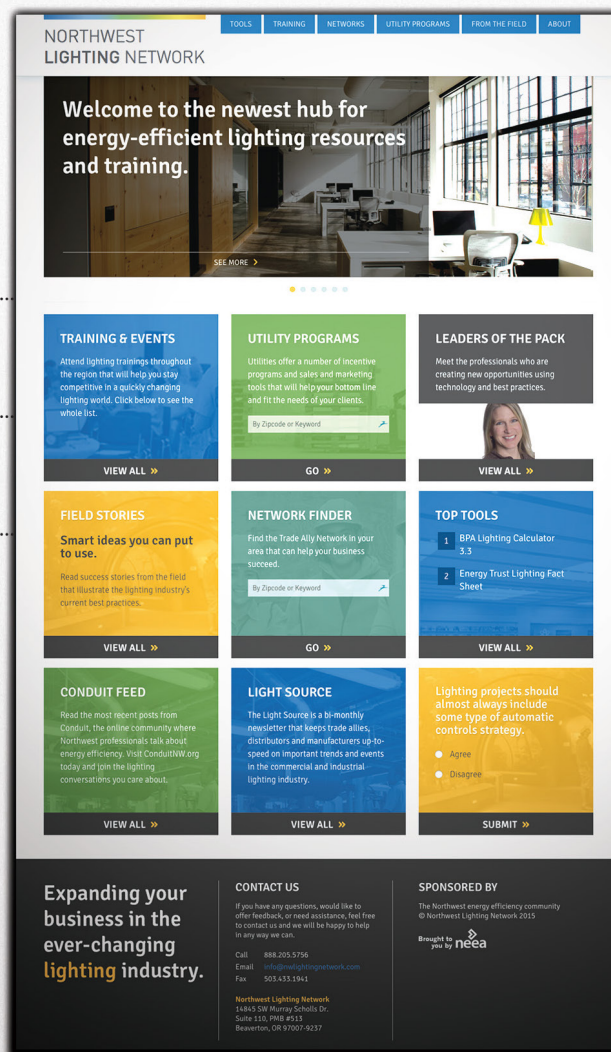 NORTHWEST
LIGHTING NETWORK
TOOLS
TRAINING
NETWORKS
UTILITY PROGRAMS
FROM THE FIELD
ABOUT
Welcome to the newest hub for
energy-efficient lighting resources
and training.
SEE MORE
TRAINING & EVENTS
Attend lighting trainings throughout
the region that will help you stay
competitive in a quickly changing
lighting world. Click below to see the
whole list.
VIEW ALL »
UTILITY PROGRAMS
Utilities offer a number of incentive
programs and sales and marketing
tools that will help your bottom line
and fit the needs of your clients.
By Zipcode or Keyword
GO »
LEADERS OF THE PACK
Meet the professionals who are
creating new opportunities using
technology and best practices.
VIEW ALL »
FIELD STORIES
Smart ideas you can put
to use.
Read success stories from the field
that illustrate the lighting industry's
current best practices.
VIEW ALL »
NETWORK FINDER
Find the Trade Ally Network in your
area that can help your business
succeed.
By Zipcode or Keyword
GO »
TOP TOOLS
1 BPA Lighting Calculator
3.3
2 Energy Trust Lighting Fact
Sheet
VIEW ALL »
CONDUIT FEED
Read the most recent posts from
Conduit, the online community where
Northwest professionals talk about
energy efficiency. Visit ConduitNW.org
today and join the lighting
conversations you care about.
VIEW ALL »
LIGHT SOURCE
The Light Source is a bi-monthly
newsletter that keeps trade allies,
distributors and manufacturers up-to-
speed on important trends and events
in the commercial and industrial
lighting industry.
VIEW ALL »
Lighting projects should
almost always include
some type of automatic
controls strategy.
Agree
Disagree
SUBMIT »
Expanding your
business in the
ever-changing
lighting industry.
CONTACT US
If you have any questions, would like to
offer feedback, or need assistance, feel free
to contact us and we will be happy to help
in any way we can.
Call 888.205.5756
Email info@nwlightingnetwork.com
Fax 503.433.1941
Northwest Lighting Network
14845 SW Murray Scholls Dr.
Suite 110, PMB #513
Beaverton, OR 97007-9237
SPONSORED BY
The Northwest energy efficiency community
© Northwest Lighting Network 2015
Brought to
you by neea